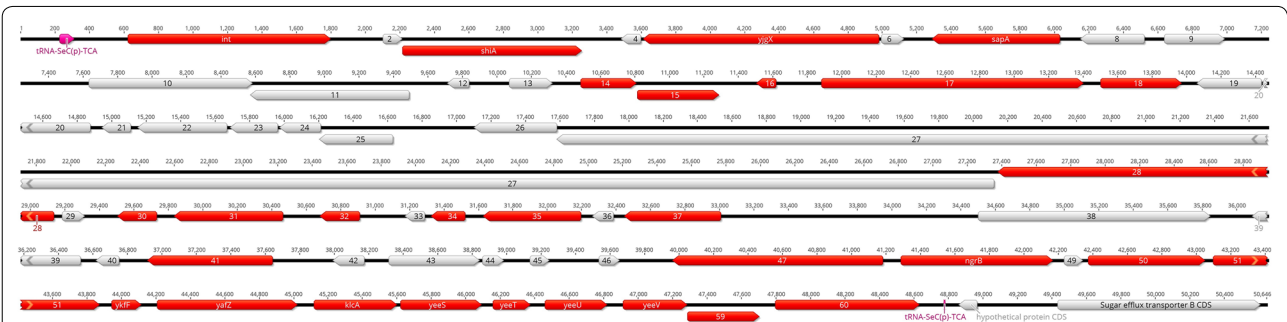 1 200 400 600 800 1,000 1,200 1,400 1,600 1,800 2,000 2,200 2,400 2,600 2,800 3,000 3,200 3,400 3,600 3,800 4,000 4,200 4,400 4,600 4,800 5,000 5,200 5,400 5,600 5,800 6,000 6,200 6,400 6,600 6,800 7,000 7,200
int 2 4 yjgX 6 sapA 8 9
tRNA-SeC(p)-TCA shiA
7,400 7,600 7,800 8,000 8,200 8,400 8,600 8,800 9,000 9,200 9,400 9,600 9,800 10,000 10,200 10,400 10,600 10,800 11,000 11,200 11,400 11,600 11,800 12,000 12,200 12,400 12,600 12,800 13,000 13,200 13,400 13,600 13,800 14,000 14,200 14,400
10 12 13 14 16 17 18 19
11 15 20
14,600 14,800 15,000 15,200 15,400 15,600 15,800 16,000 16,200 16,400 16,600 16,800 17,000 17,200 17,400 17,600 17,800 18,000 18,200 18,400 18,600 18,800 19,000 19,200 19,400 19,600 19,800 20,000 20,200 20,400 20,600 20,800 21,000 21,200 21,400 21,600
20 21 22 23 24 26
25 27
21,800 22,000 22,200 22,400 22,600 22,800 23,000 23,200 23,400 23,600 23,800 24,000 24,200 24,400 24,600 24,800 25,000 25,200 25,400 25,600 25,800 26,000 26,200 26,400 26,600 26,800 27,000 27,200 27,400 27,600 27,800 28,000 28,200 28,400 28,600 28,800
28
27
29,000 29,200 29,400 29,600 29,800 30,000 30,200 30,400 30,600 30,800 31,000 31,200 31,400 31,600 31,800 32,000 32,200 32,400 32,600 32,800 33,000 33,200 33,400 33,600 33,800 34,000 34,200 34,400 34,600 34,800 35,000 35,200 35,400 35,600 35,800 36,000
29 30 31 32 33 34 35 36 37 38
28 39
36,200 36,400 36,600 36,800 37,000 37,200 37,400 37,600 37,800 38,000 38,200 38,400 38,600 38,800 39,000 39,200 39,400 39,600 39,800 40,000 40,200 40,400 40,600 40,800 41,000 41,200 41,400 41,600 41,800 42,000 42,200 42,400 42,600 42,800 43,000 43,200 43,400
39 40 41 42 43 44 45 46 47 ngrB 49 50 51
43,600 43,800 44,000 44,200 44,400 44,600 44,800 45,000 45,200 45,400 45,600 45,800 46,000 46,200 46,400 46,600 46,800 47,000 47,200 47,400 47,600 47,800 48,000 48,200 48,400 48,600 48,800 49,000 49,200 49,400 49,600 49,800 50,000 50,200 50,400 50,646
51 ykfF yafZ klcA yeeS yeeT yeeU yeeV 60 Sugar efflux transporter B CDS
59 tRNA-SeC(p)-TCA hypothetical protein CDS